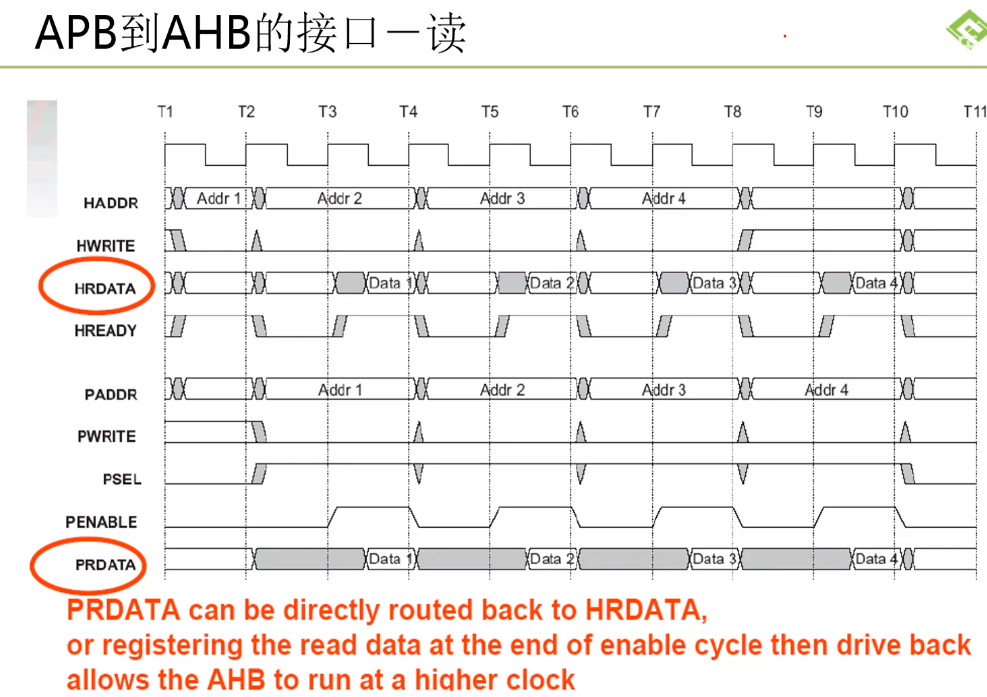 APB到AHB的接口－读
T1 T2 T3 T4 T5 T6 T7 T8 T9 T10 T11
HADDR Addr 1 Addr 2 Addr 3 Addr 4
HWRITE
HRDATA Data 1 Data 2 Data 3 Data 4
HREADY
PADDR Addr 1 Addr 2 Addr 3 Addr 4
PWRITE
PSEL
PENABLE
PRDATA Data 1 Data 2 Data 3 Data 4
PRDATA can be directly routed back to HRDATA,
or registering the read data at the end of enable cycle then drive back
allows the AHB to run at a higher clock